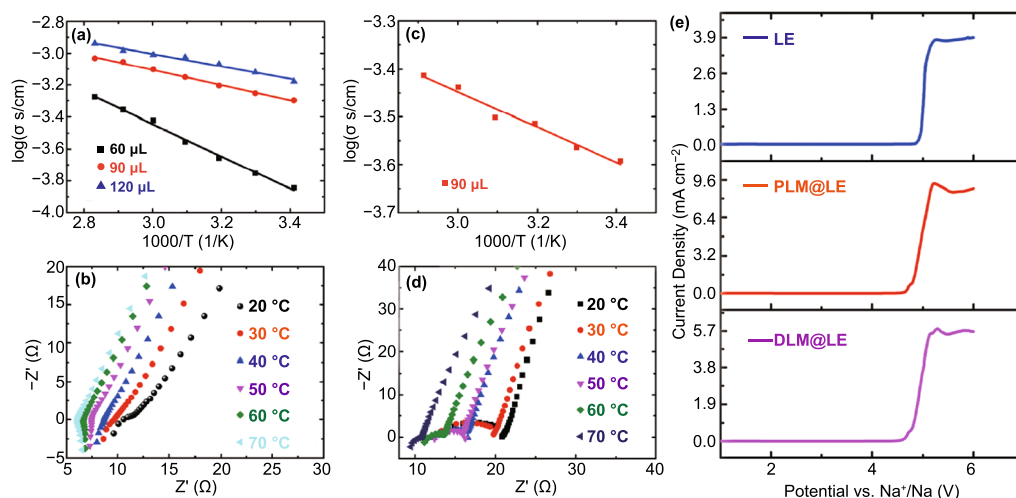 (a)
−2.8
−3.0
−3.2
−3.4
−3.6
−3.8
−4.0
log(σ s/cm)
60 µL
90 µL
120 µL
2.8 3.0 3.2 3.4
1000/T (1/K)
(c)
−3.4
−3.5
−3.6
−3.7
log(σ s/cm)
90 µL
3.0 3.2 3.4
1000/T (1/K)
(b)
20
15
10
5
0
−5
−Z' (Ω)
20 °C
30 °C
40 °C
50 °C
60 °C
70 °C
5 10 15 20 25 30
Z' (Ω)
(d)
40
30
20
10
0
−Z' (Ω)
20 °C
30 °C
40 °C
50 °C
60 °C
70 °C
10 20 30 40
Z' (Ω)
(e)
LE
3.9
2.6
1.3
0.0
PLM@LE
9.6
6.4
3.2
0.0
DLM@LE
5.7
3.8
1.9
0.0
Current Density (mA cm⁻²)
2 4 6
Potential vs. Na⁺/Na (V)